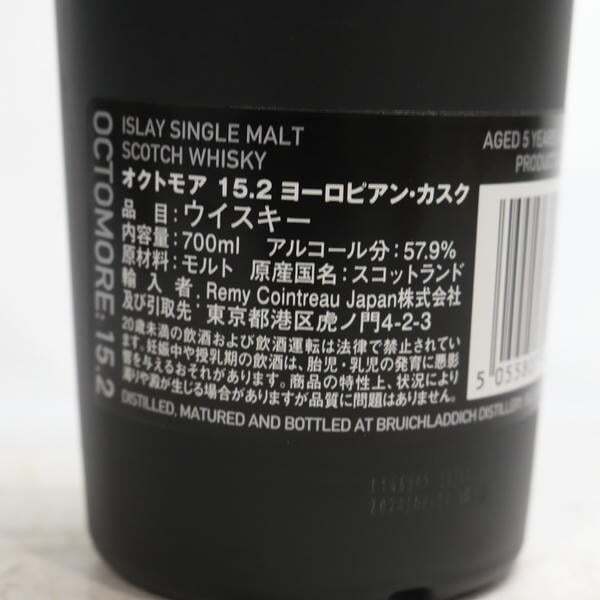 OCTOMORE: 15.2
ISLAY SINGLE MALT
SCOTCH WHISKY
AGED 5 YEARS
オクトモア 15.2 ヨーロピアン・カスク
品 目：ウイスキー
内容量：700ml アルコール分：57.9%
原材料：モルト 原産国名：スコットランド
輸 入 者：Remy Cointreau Japan株式会社
及び引取先：東京都港区虎ノ門4-2-3
20歳未満の飲酒および飲酒運転は法律で禁止されています。
妊娠中や授乳期の飲酒は、胎児・乳児の発育に悪影
響を与えるおそれがあります。商品の特性上、状況により
濁りや澱が生じる場合がありますが品質に問題はありません。
DISTILLED, MATURED AND BOTTLED AT BRUICHLADDICH